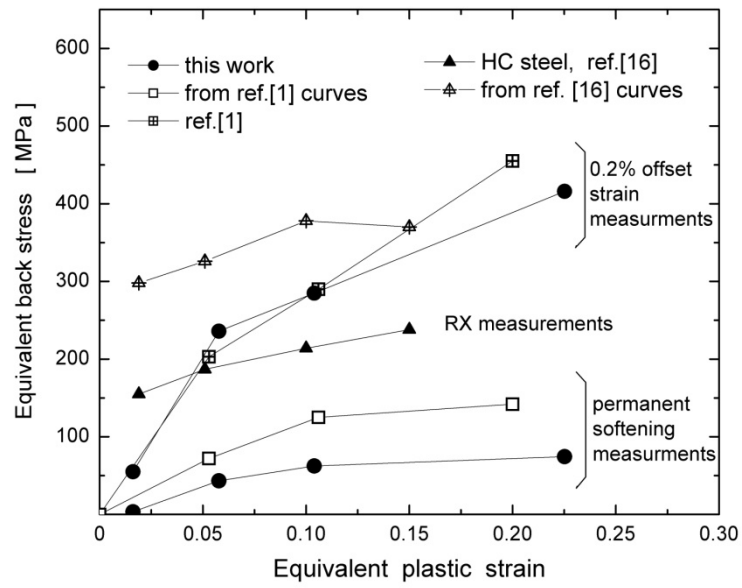 600
500
400
300
200
100
0
0.05
0.10
0.15
0.20
0.25
0.30
Equivalent back stress [ MPa]
Equivalent plastic strain
this work
from ref.[1] curves
ref.[1]
HC steel, ref.[16]
from ref. [16] curves
0.2% offset
strain
measurments
RX measurements
permanent
softening
measurments